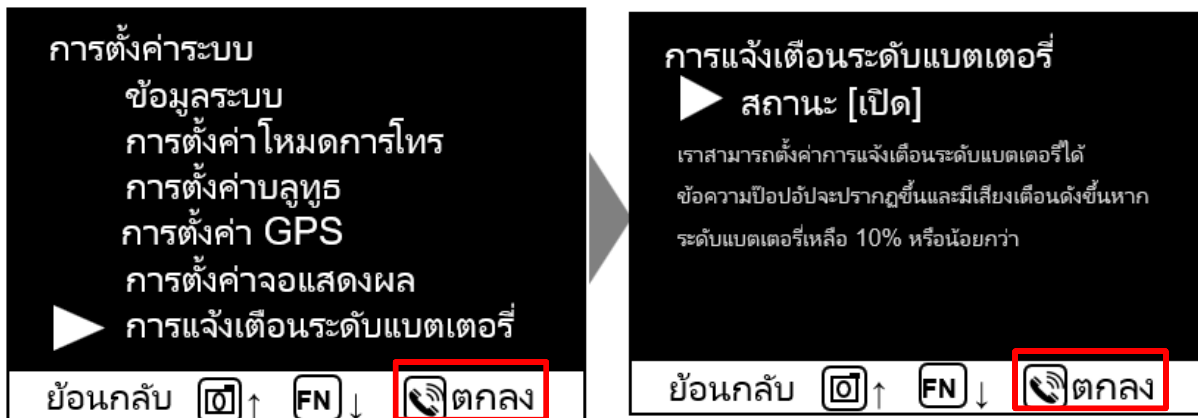 การตั้งค่าระบบ
ข้อมูลระบบ
การตั้งค่าโหมดการโทร
การตั้งค่าบลูทูธ
การตั้งค่า GPS
การตั้งค่าจอแสดงผล
การแจ้งเตือนระดับแบตเตอรี่
ย้อนกลับ ↑ FN ↓ ตกลง
การแจ้งเตือนระดับแบตเตอรี่
สถานะ [เปิด]
เราสามารถตั้งค่าการแจ้งเตือนระดับแบตเตอรี่ได้
ข้อความป๊อปอัปจะปรากฏขึ้นและมีเสียงเตือนดังขึ้นหาก
ระดับแบตเตอรี่เหลือ 10% หรือน้อยกว่า
ย้อนกลับ ↑ FN ↓ ตกลง